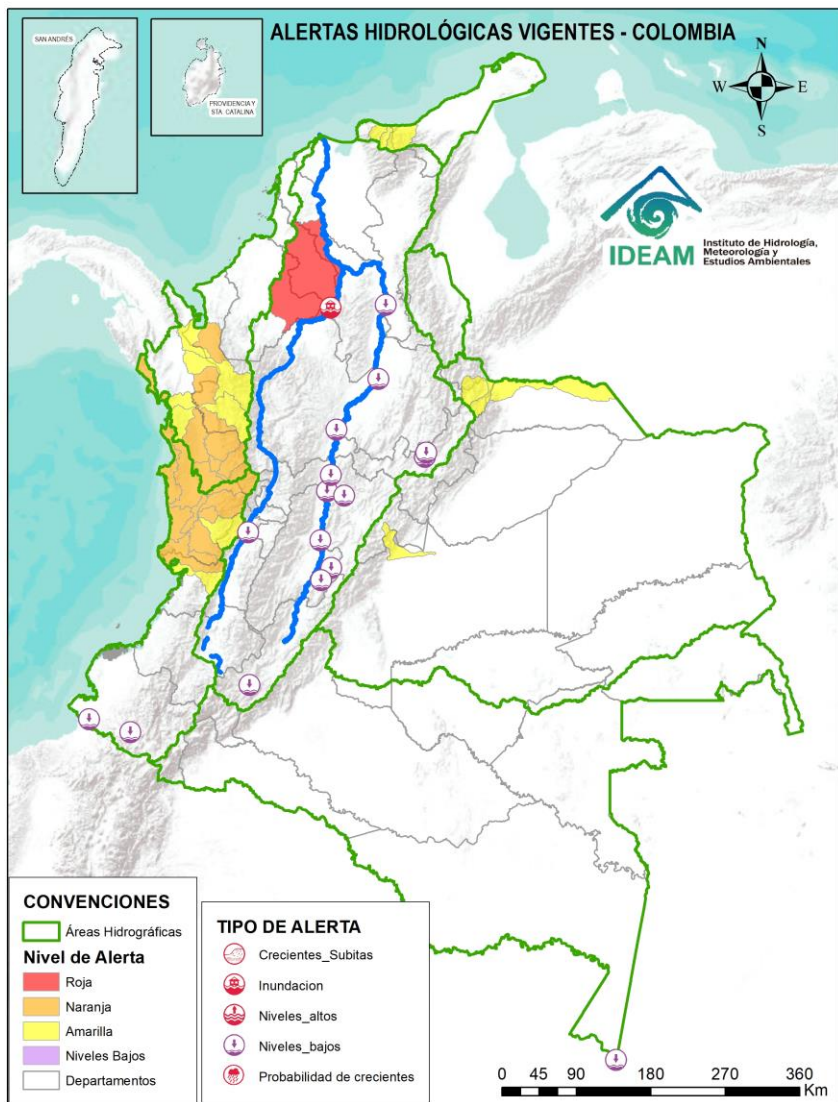 ALERTAS HIDROLÓGICAS VIGENTES - COLOMBIA
SAN ANDRÉS
PROVIDENCIA Y
STA. CATALINA
N
W
E
S
IDEAM
Instituto de Hidrología,
Meteorología y
Estudios Ambientales
CONVENCIONES
Áreas Hidrográficas
Nivel de Alerta
Roja
Naranja
Amarilla
Niveles Bajos
Departamentos
TIPO DE ALERTA
Crecientes_Subitas
Inundacion
Niveles_altos
Niveles_bajos
Probabilidad de crecientes
0 45 90 180 270 360
Km